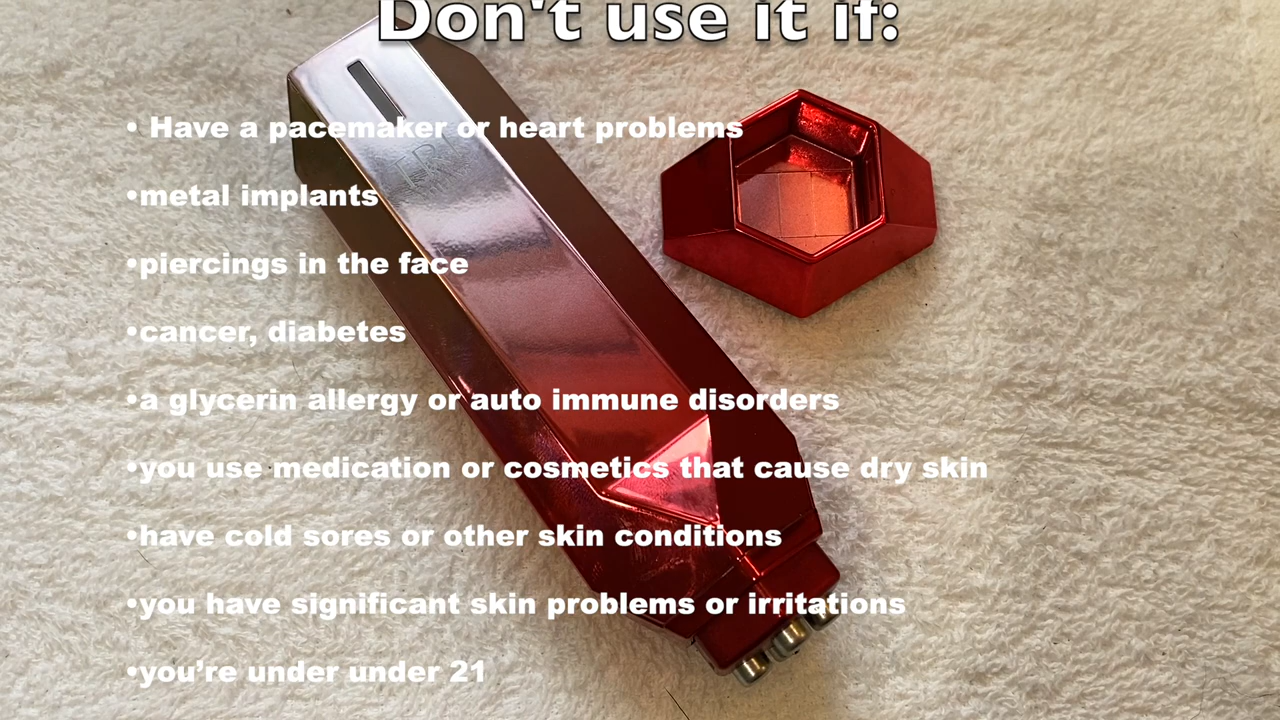 Don't use it if:
• Have a pacemaker or heart problems
•metal implants
•piercings in the face
•cancer, diabetes
•a glycerin allergy or auto immune disorders
•you use medication or cosmetics that cause dry skin
•have cold sores or other skin conditions
•you have significant skin problems or irritations
•you’re under under 21